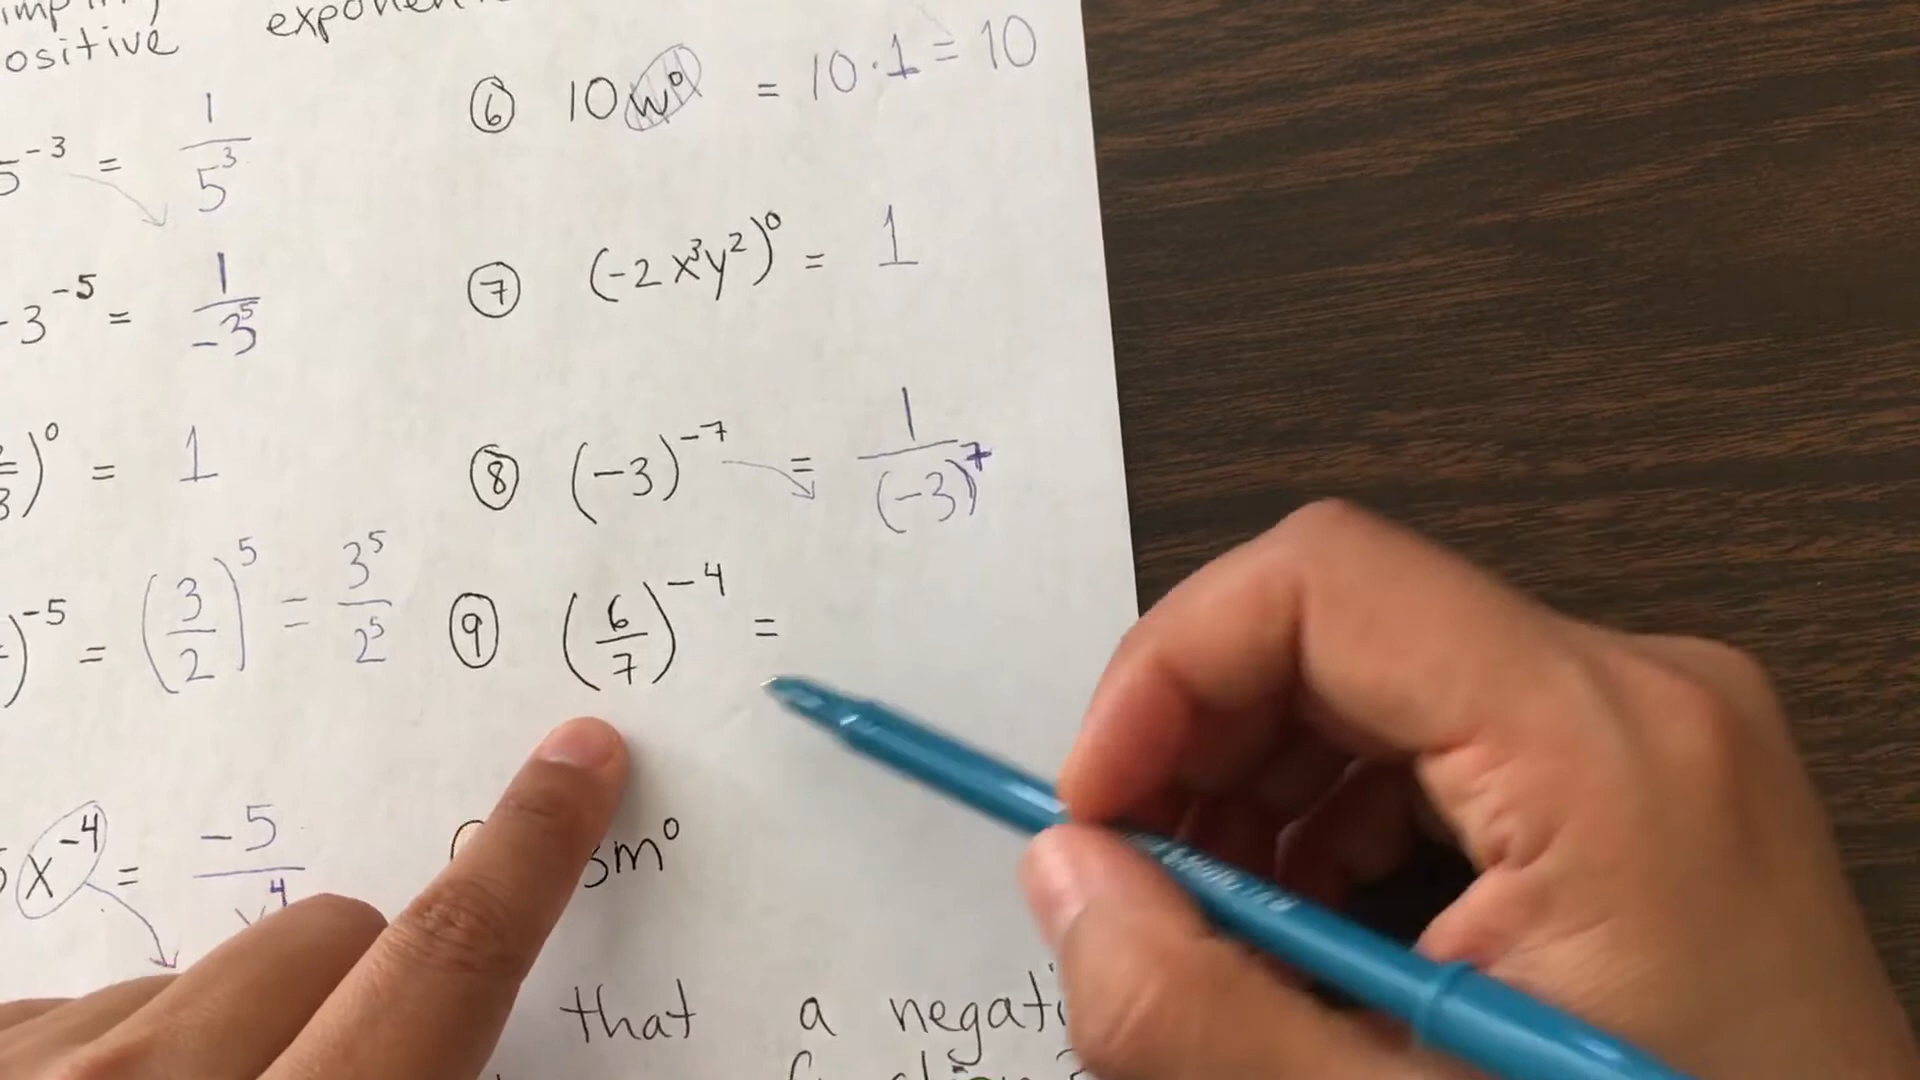 ositive
5⁻³ = 1/5³
-3⁻⁵ = 1/-3⁵
)⁰ = 1
)⁻⁵ = (3/2)⁵ = 3⁵/2⁵
x⁻⁴ = -5/x⁴
⑥ 10w⁰ = 10·1 = 10
⑦ (-2x³y²)⁰ = 1
⑧ (-3)⁻⁷ = 1/(-3)⁷
⑨ (6/7)⁻⁴ =
3m⁰
that a negati